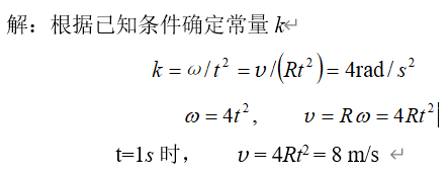 解：根据已知条件确定常量 k↵
k = ω/t² = υ/(Rt²) = 4rad/s²
ω = 4t², υ = Rω = 4Rt²
t=1s 时， υ = 4Rt² = 8 m/s ↵